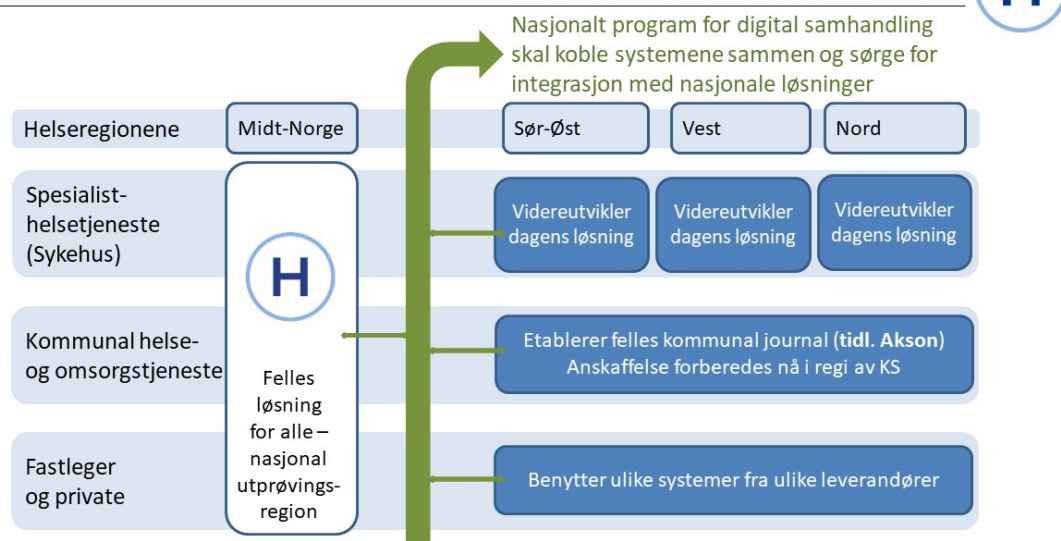 Nasjonalt program for digital samhandling
skal koble systemene sammen og sørge for
integrasjon med nasjonale løsninger
Helseregionene
Midt-Norge
Sør-Øst
Vest
Nord
Spesialist-
helsetjeneste
(Sykehus)
Videreutvikler
dagens løsning
Videreutvikler
dagens løsning
Videreutvikler
dagens løsning
H
Kommunal helse-
og omsorgstjeneste
Felles
løsning
for alle –
nasjonal
utprøvings-
region
Etablerer felles kommunal journal (tidl. Akson)
Anskaffelse forberedes nå i regi av KS
Fastleger
og private
Benytter ulike systemer fra ulike leverandører